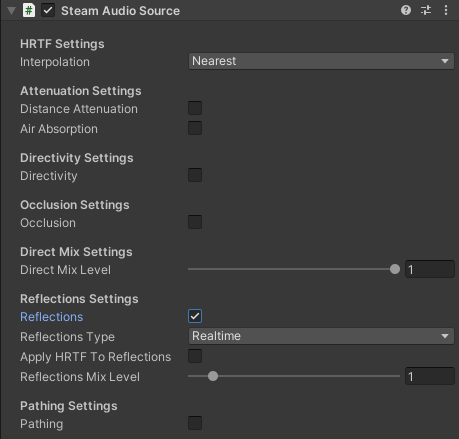 Steam Audio Source
HRTF Settings
Interpolation Nearest
Attenuation Settings
Distance Attenuation
Air Absorption
Directivity Settings
Directivity
Occlusion Settings
Occlusion
Direct Mix Settings
Direct Mix Level 1
Reflections Settings
Reflections
Reflections Type Realtime
Apply HRTF To Reflections
Reflections Mix Level 1
Pathing Settings
Pathing